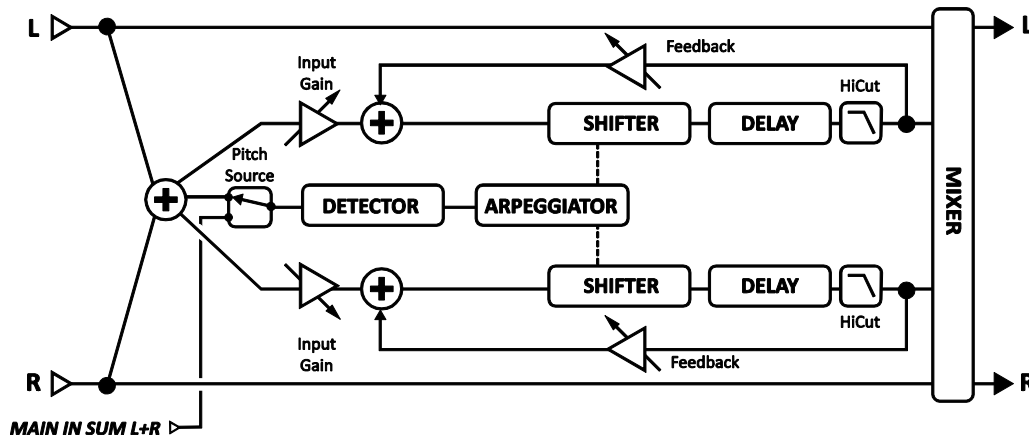 L
L
Feedback
Input
Gain
HiCut
SHIFTER
DELAY
Pitch
Source
DETECTOR
ARPEGGIATOR
MIXER
SHIFTER
DELAY
HiCut
Input
Gain
Feedback
R
R
MAIN IN SUM L+R